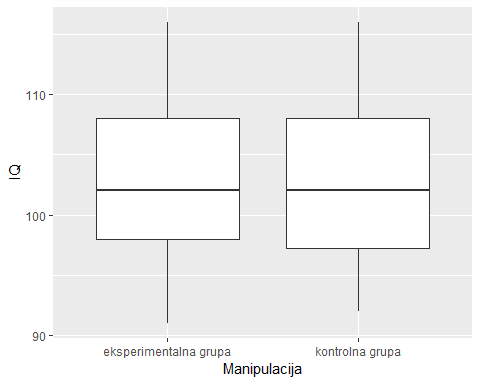 IQ
110
100
90
eksperimentalna grupa
kontrolna grupa
Manipulacija